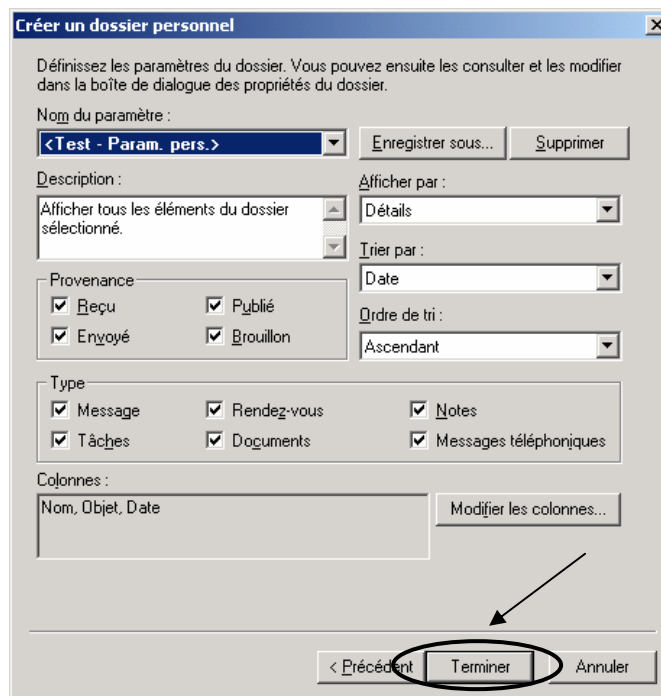 Créer un dossier personnel
Définissez les paramètres du dossier. Vous pouvez ensuite les consulter et les modifier
dans la boîte de dialogue des propriétés du dossier.
Nom du paramètre :
<Test - Param. pers.>
Enregistrer sous...
Supprimer
Description :
Afficher tous les éléments du dossier
sélectionné.
Afficher par :
Détails
Trier par :
Date
Provenance
Reçu
Publié
Envoyé
Brouillon
Ordre de tri :
Ascendant
Type
Message
Rendez-vous
Notes
Tâches
Documents
Messages téléphoniques
Colonnes :
Nom, Objet, Date
Modifier les colonnes...
< Précédent
Terminer
Annuler